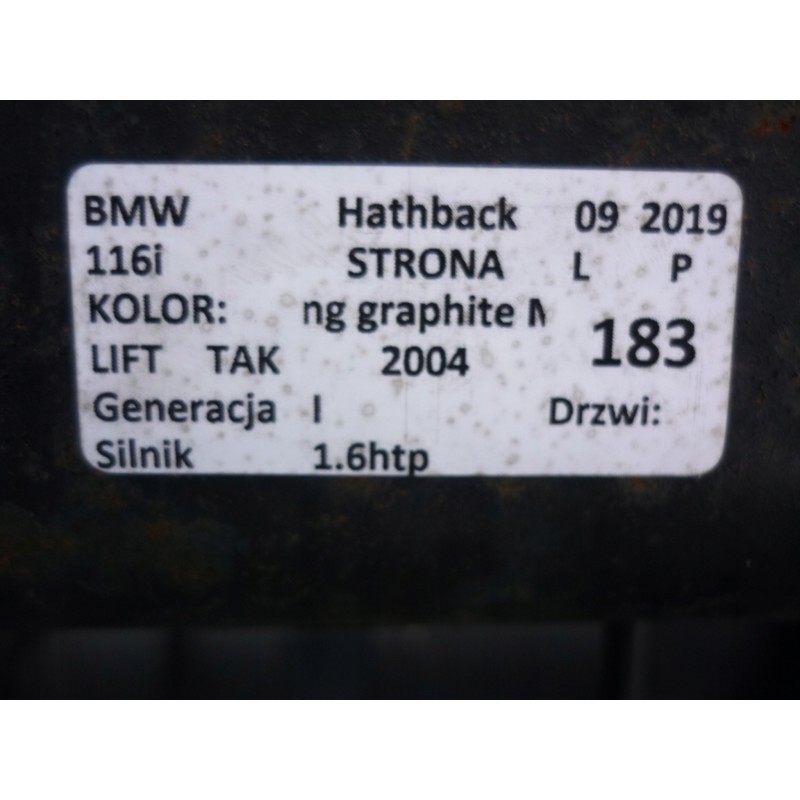 BMW Hathback 09 2019
116i STRONA L P
KOLOR: ng graphite M 183
LIFT TAK 2004
Generacja I Drzwi:
Silnik 1.6htp